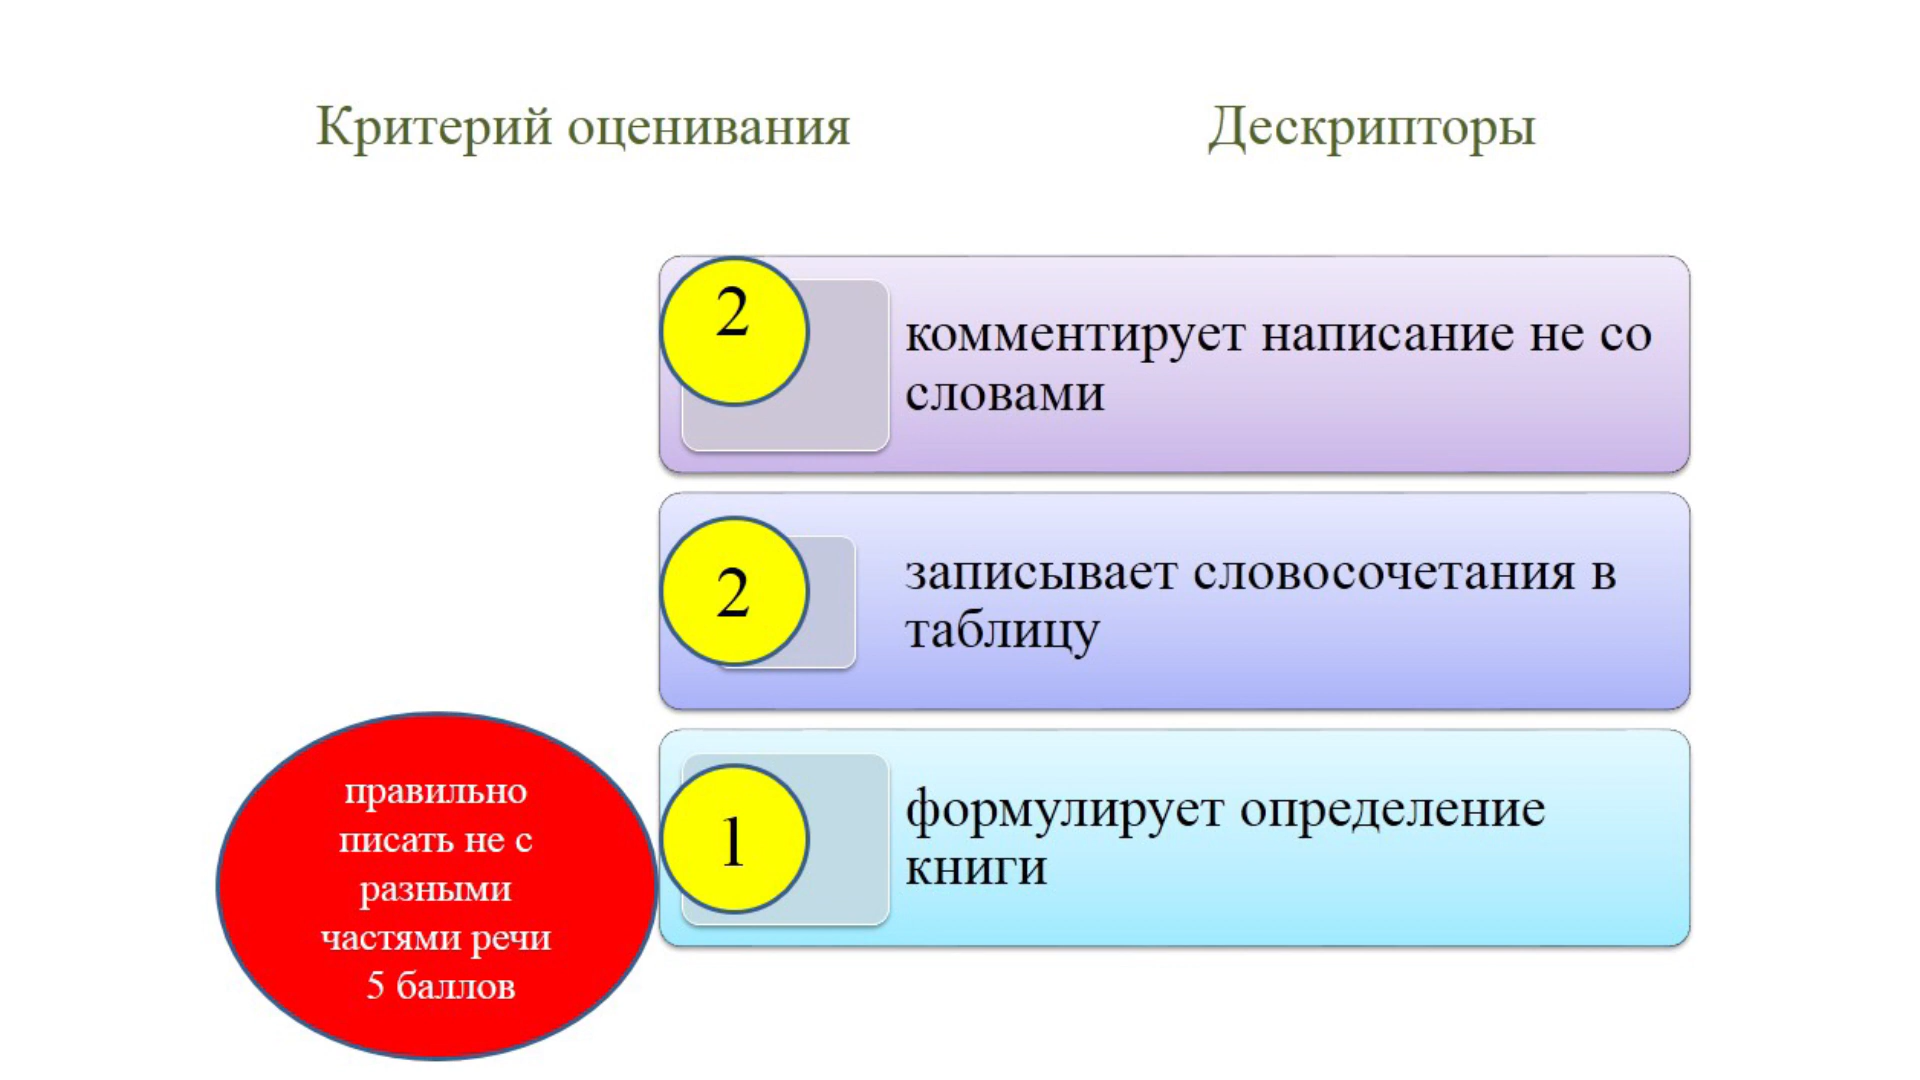 Критерий оценивания
Дескрипторы
2
комментирует написание не со
словами
2
записывает словосочетания в
таблицу
1
формулирует определение
книги
правильно
писать не с
разными
частями речи
5 баллов